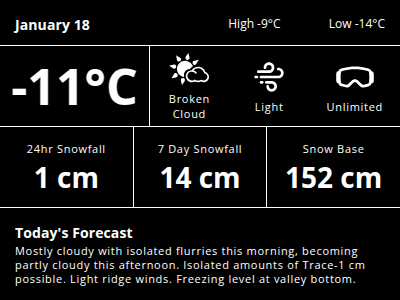 January 18 High -9°C Low -14°C
-11°C
Broken Cloud
Light
Unlimited
24hr Snowfall
1 cm
7 Day Snowfall
14 cm
Snow Base
152 cm
Today's Forecast
Mostly cloudy with isolated flurries this morning, becoming
partly cloudy this afternoon. Isolated amounts of Trace-1 cm
possible. Light ridge winds. Freezing level at valley bottom.